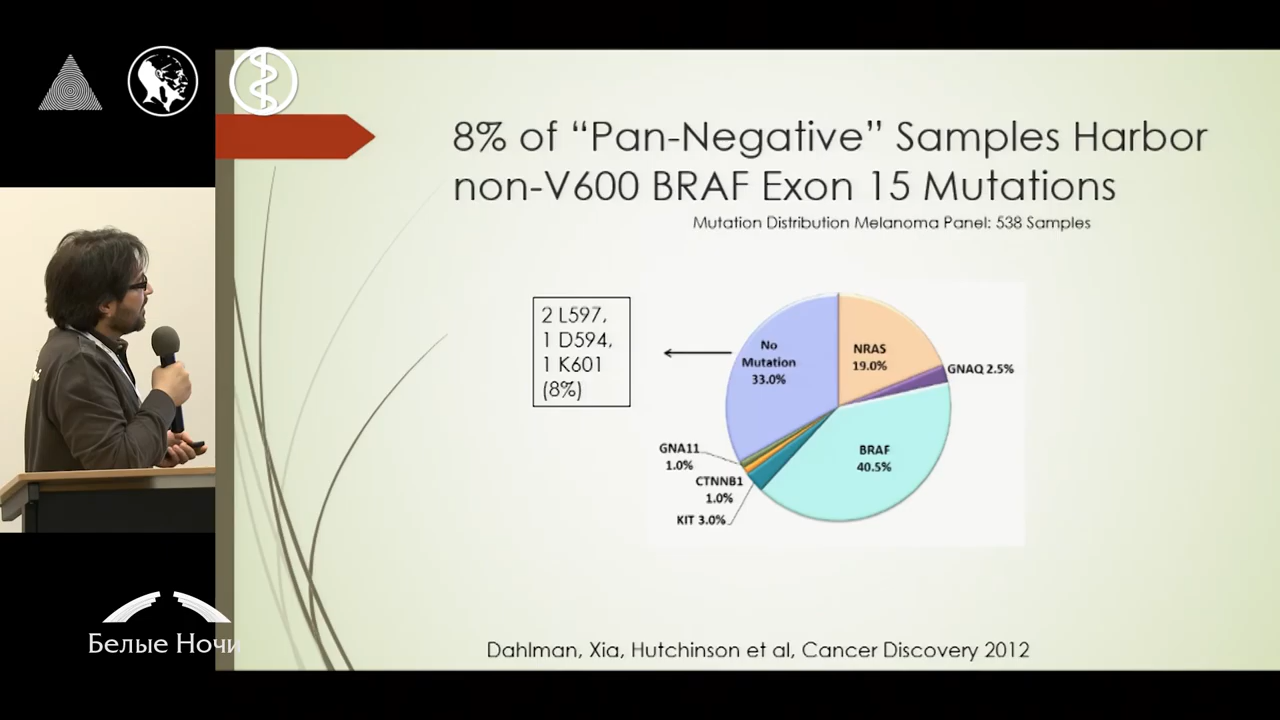 8% of “Pan-Negative” Samples Harbor
non-V600 BRAF Exon 15 Mutations
Mutation Distribution Melanoma Panel: 538 Samples
2 L597,
1 D594,
1 K601
(8%)
No
Mutation
33.0%
NRAS
19.0%
GNAQ 2.5%
BRAF
40.5%
GNA11
1.0%
CTNNB1
1.0%
KIT 3.0%
Dahlman, Xia, Hutchinson et al, Cancer Discovery 2012
Белые Ночи